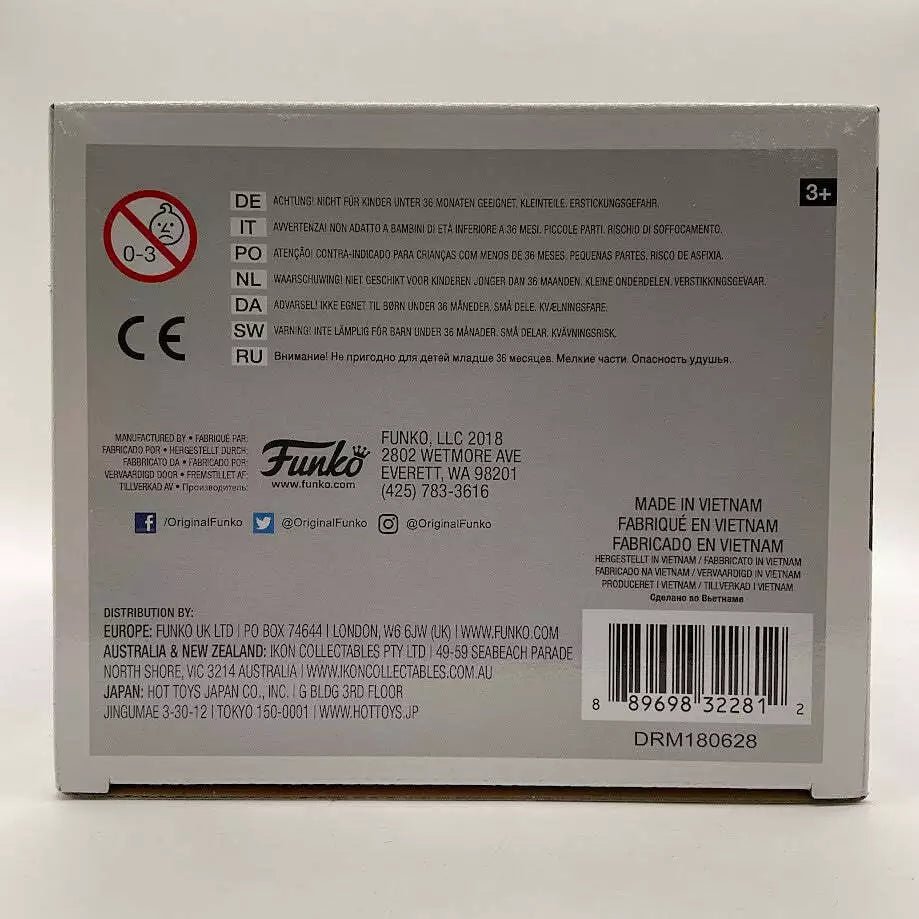 3+
0-3
DE ACHTUNG! NICHT FÜR KINDER UNTER 36 MONATEN GEEIGNET. KLEINTEILE. ERSTICKUNGSGEFAHR.
IT AVVERTENZA! NON ADATTO A BAMBINI DI ETÀ INFERIORE A 36 MESI. PICCOLE PARTI. RISCHIO DI SOFFOCAMENTO.
PO ATENÇÃO! CONTRA-INDICADO PARA CRIANÇAS COM MENOS DE 36 MESES. PEQUENAS PARTES. RISCO DE ASFIXIA.
NL WAARSCHUWING! NIET GESCHIKT VOOR KINDEREN JONGER DAN 36 MAANDEN. KLEINE ONDERDELEN. VERSTIKKINGSGEVAAR.
DA ADVARSEL! IKKE EGNET TIL BØRN UNDER 36 MÅNEDER. SMÅ DELE. KVÆLNINGSFARE.
SW VARNING! INTE LÄMPLIG FÖR BARN UNDER 36 MÅNADER. SMÅ DELAR. KVÄVNINGSRISK.
RU Внимание! Не пригодно для детей младше 36 месяцев. Мелкие части. Опасность удушья.
CE
MANUFACTURED BY • FABRIQUÉ PAR:
FABRICADO POR • HERGESTELLT DURCH:
FABBRICATO DA • FABRICADO POR:
VERVAARDIGD DOOR • FREMSTILLET AF:
TILLVERKAD AV • Производитель:
Funko
www.funko.com
FUNKO, LLC 2018
2802 WETMORE AVE
EVERETT, WA 98201
(425) 783-3616
/OriginalFunko @OriginalFunko @OriginalFunko
MADE IN VIETNAM
FABRIQUÉ EN VIETNAM
FABRICADO EN VIETNAM
HERGESTELLT IN VIETNAM / FABBRICATO IN VIETNAM
FABRICADO NA VIETNAM / VERVAARDIGD IN VIETNAM
PRODUCERET I VIETNAM / TILLVERKAD I VIETNAM
Сделано во Вьетнаме
DISTRIBUTION BY:
EUROPE: FUNKO UK LTD | PO BOX 74644 | LONDON, W6 6JW (UK) | WWW.FUNKO.COM
AUSTRALIA & NEW ZEALAND: IKON COLLECTABLES PTY LTD | 49-59 SEABEACH PARADE
NORTH SHORE, VIC 3214 AUSTRALIA | WWW.IKONCOLLECTABLES.COM.AU
JAPAN: HOT TOYS JAPAN CO., INC. | G BLDG 3RD FLOOR
JINGUMAE 3-30-12 | TOKYO 150-0001 | WWW.HOTTOYS.JP
8 89698 32281 2
DRM180628